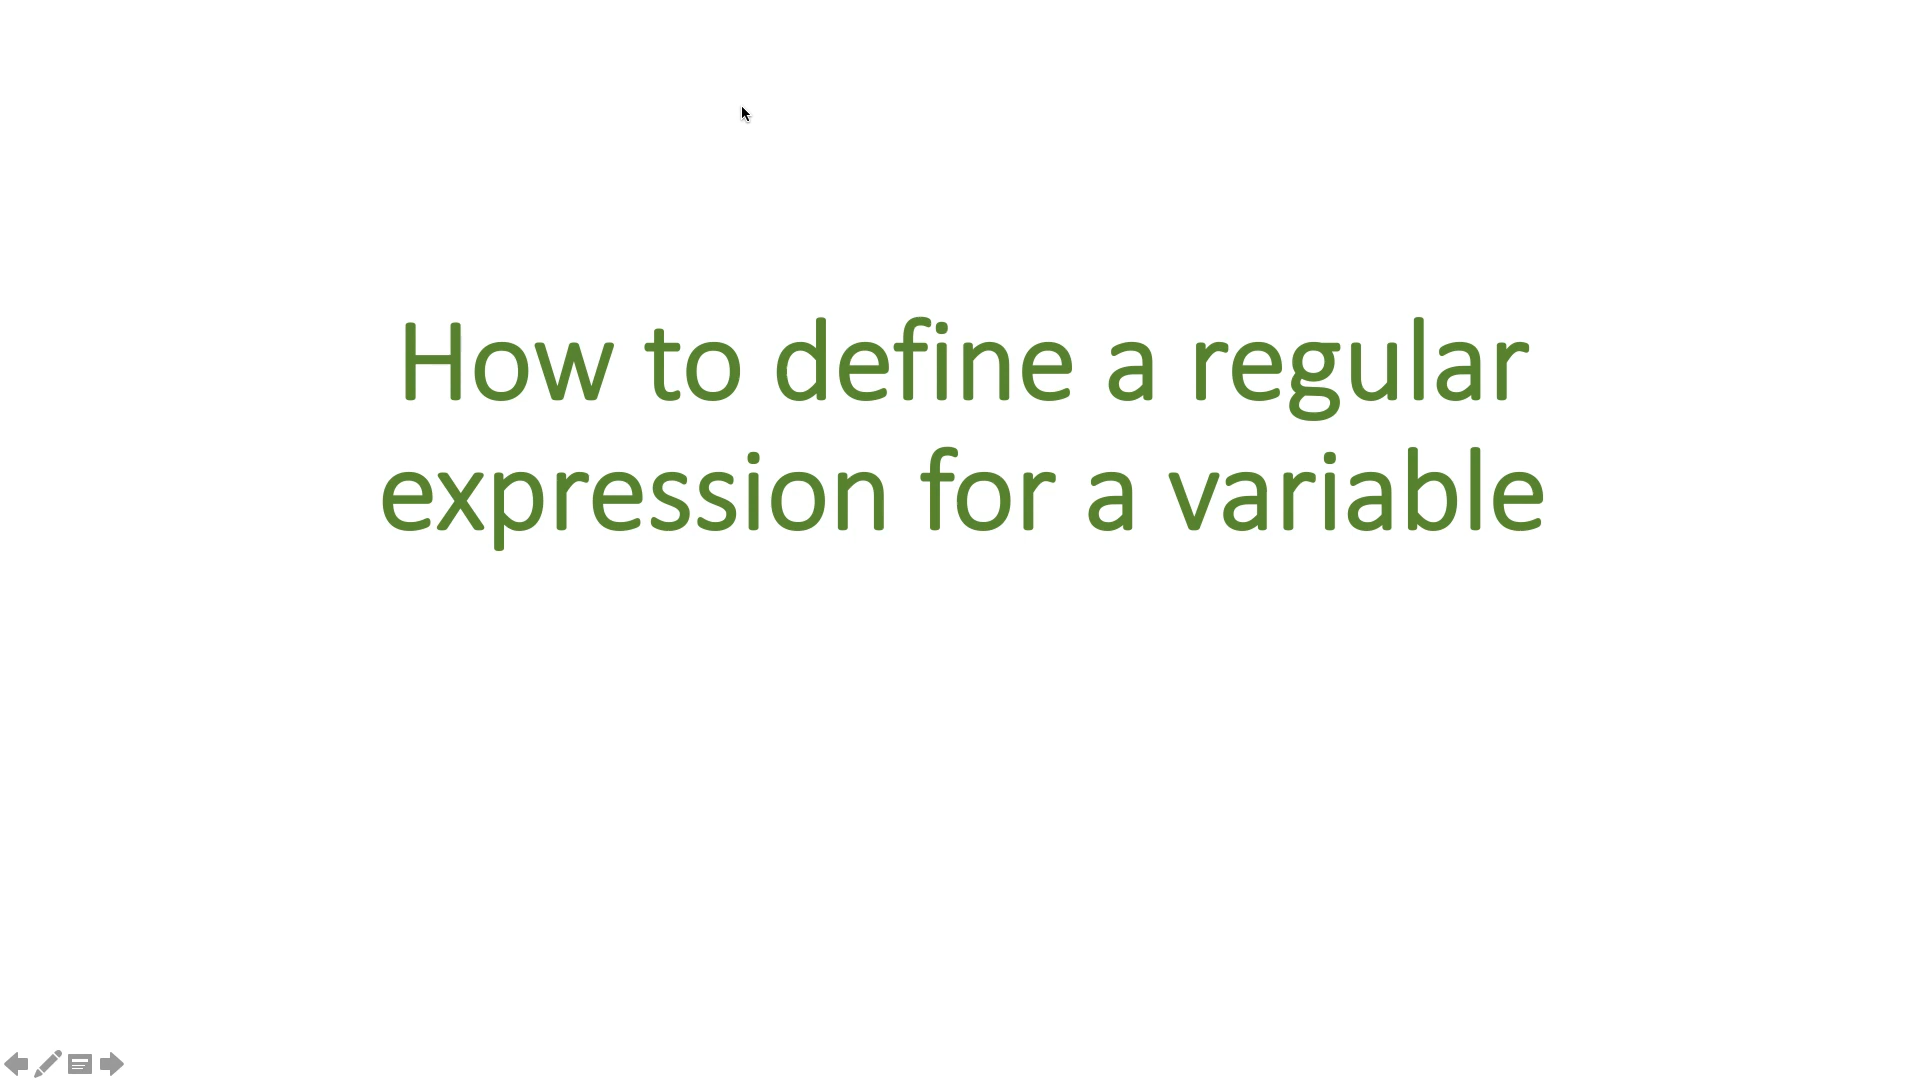 How to define a regular
expression for a variable